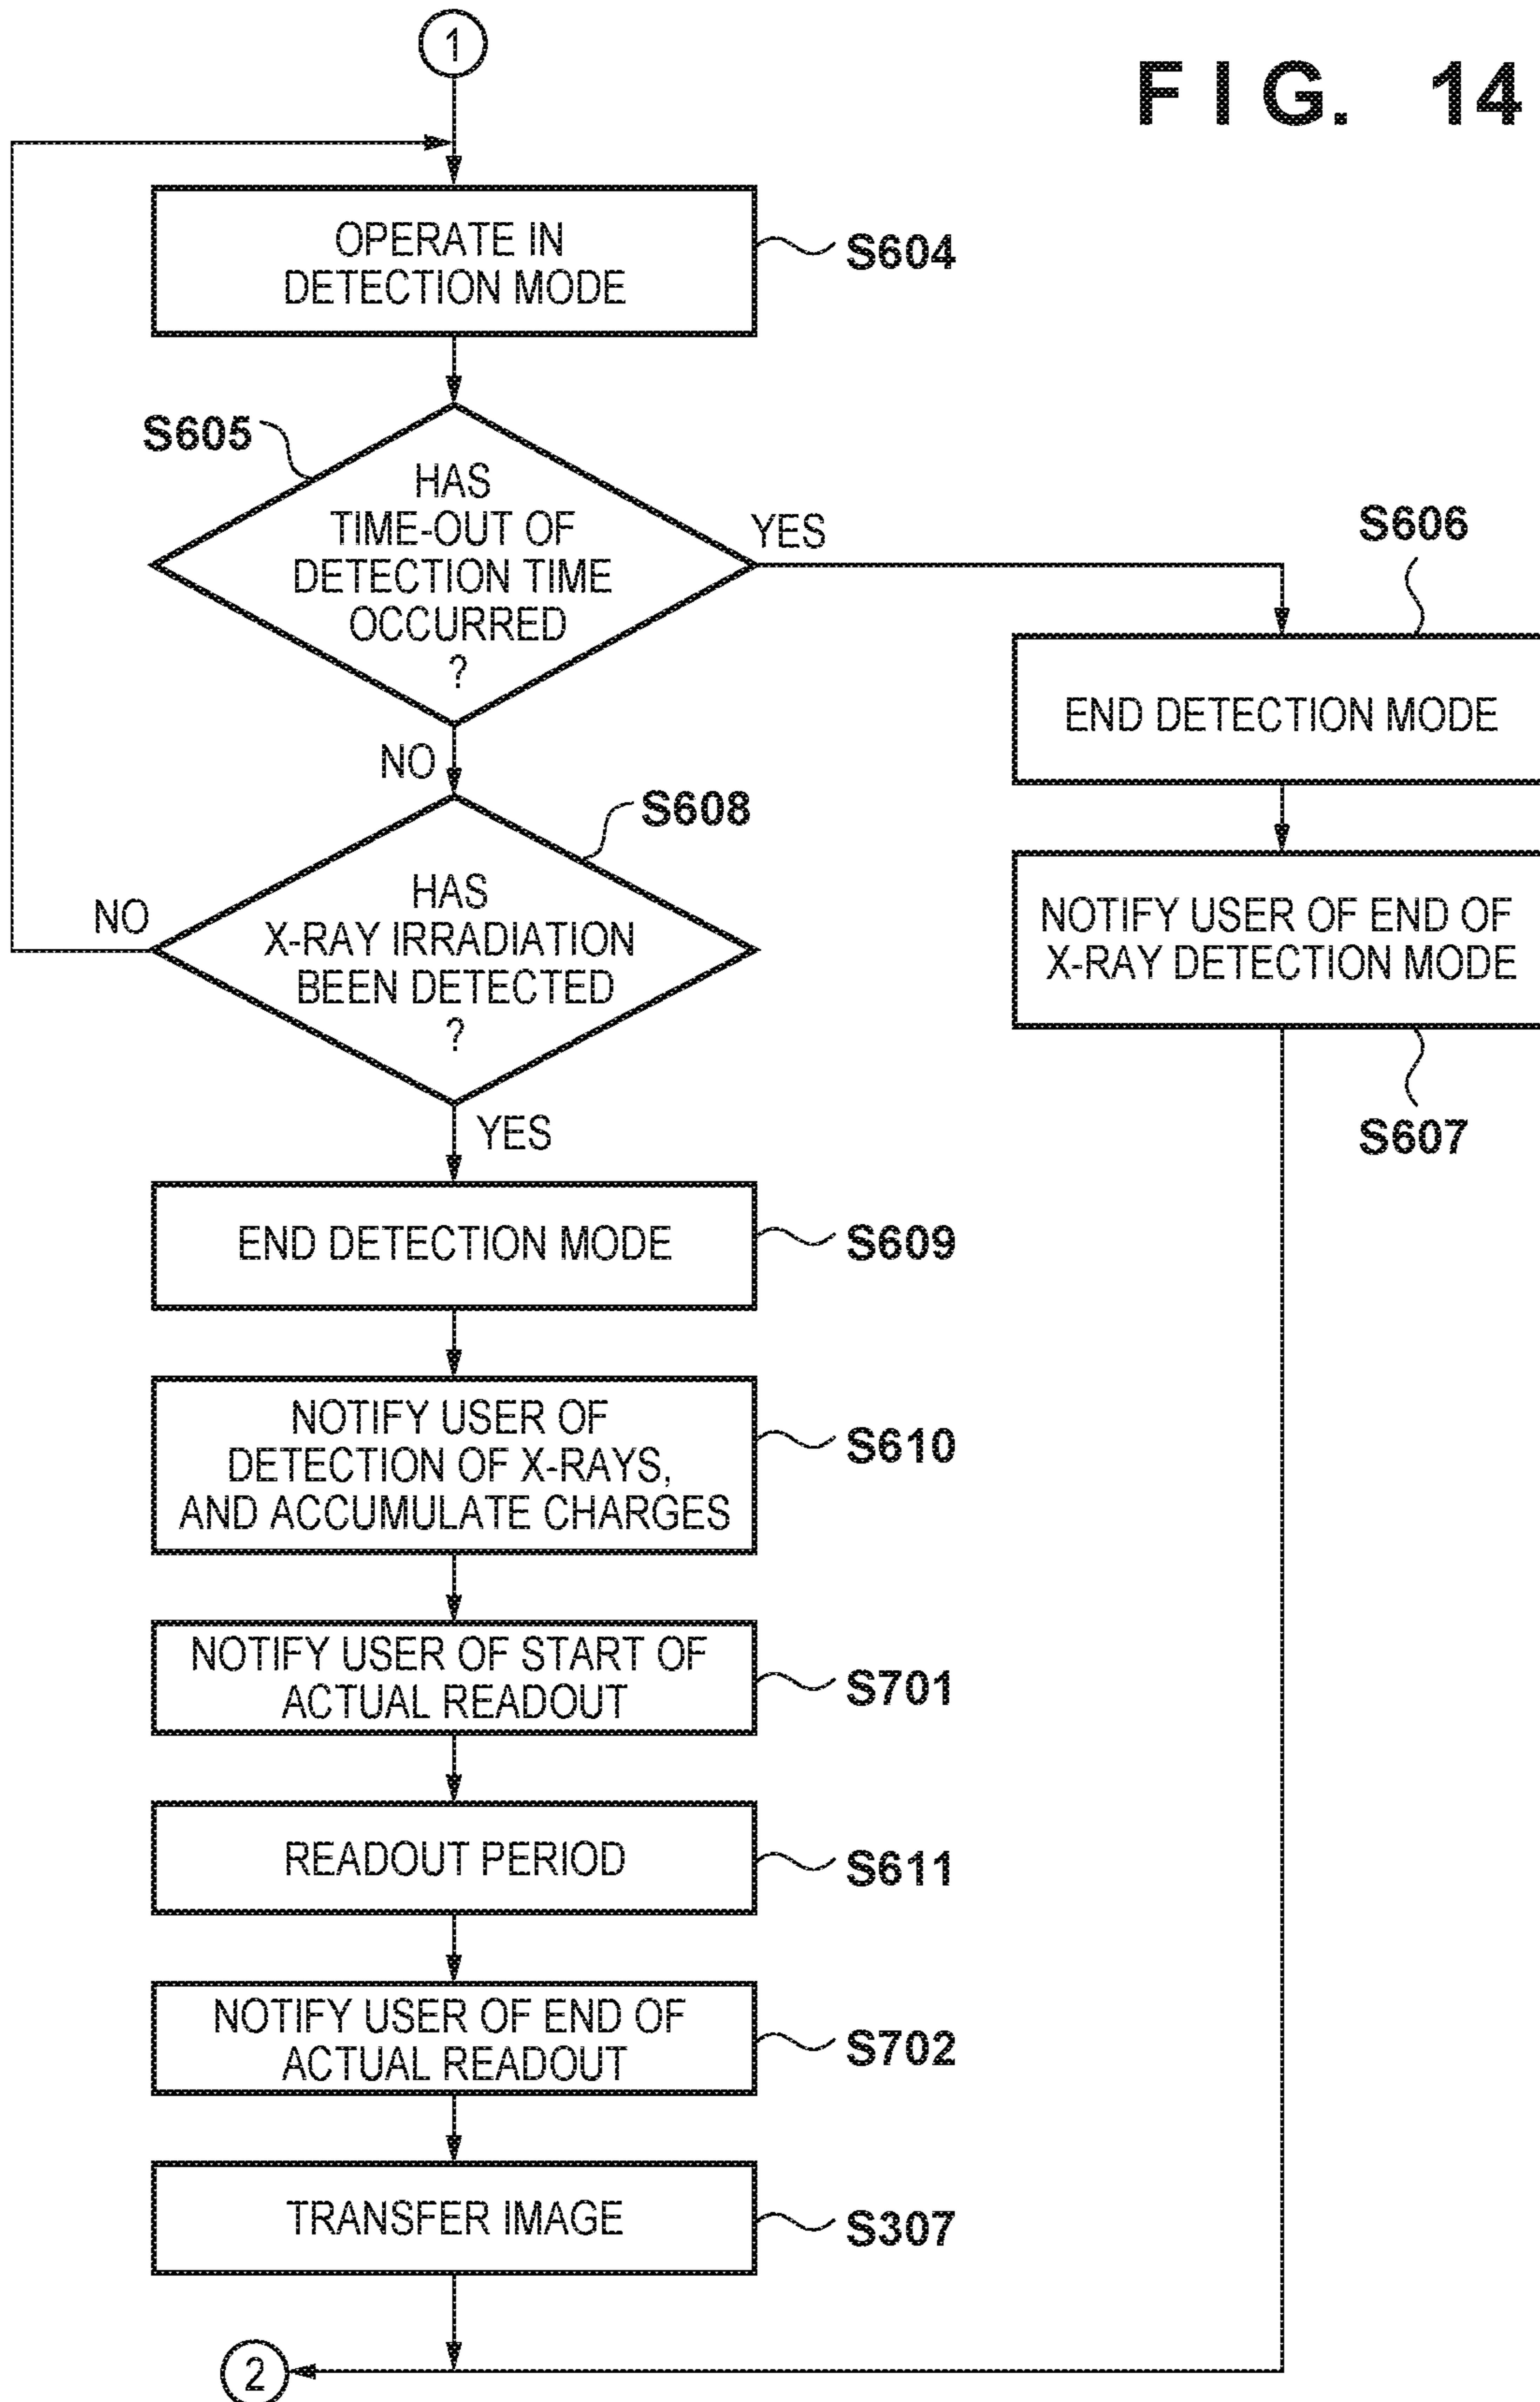 1
FIG. 14
OPERATE IN
DETECTION MODE
S604
S605
HAS
TIME-OUT OF
DETECTION TIME
OCCURRED
?
YES
NO
S606
END DETECTION MODE
NOTIFY USER OF END OF
X-RAY DETECTION MODE
S607
S608
HAS
X-RAY IRRADIATION
BEEN DETECTED
?
NO
YES
END DETECTION MODE
S609
NOTIFY USER OF
DETECTION OF X-RAYS,
AND ACCUMULATE CHARGES
S610
NOTIFY USER OF START OF
ACTUAL READOUT
S701
READOUT PERIOD
S611
NOTIFY USER OF END OF
ACTUAL READOUT
S702
TRANSFER IMAGE
S307
2